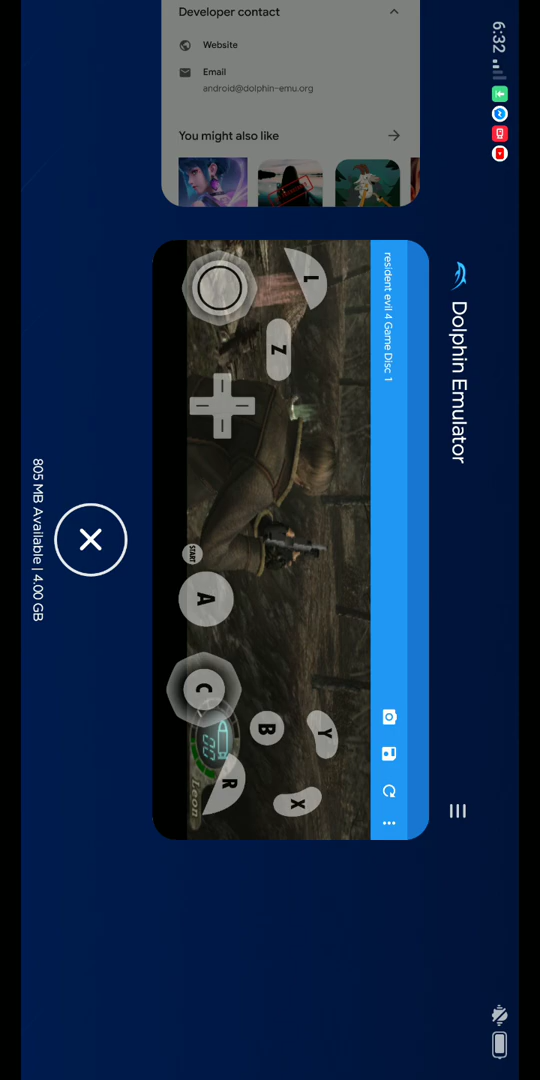 6:32
Developer contact
Website
Email
android@dolphin-emu.org
You might also like
Dolphin Emulator
resident evil 4 Game Disc 1
L
Z
START
A
C
B
Y
R
X
Leon
805 MB Available | 4.00 GB